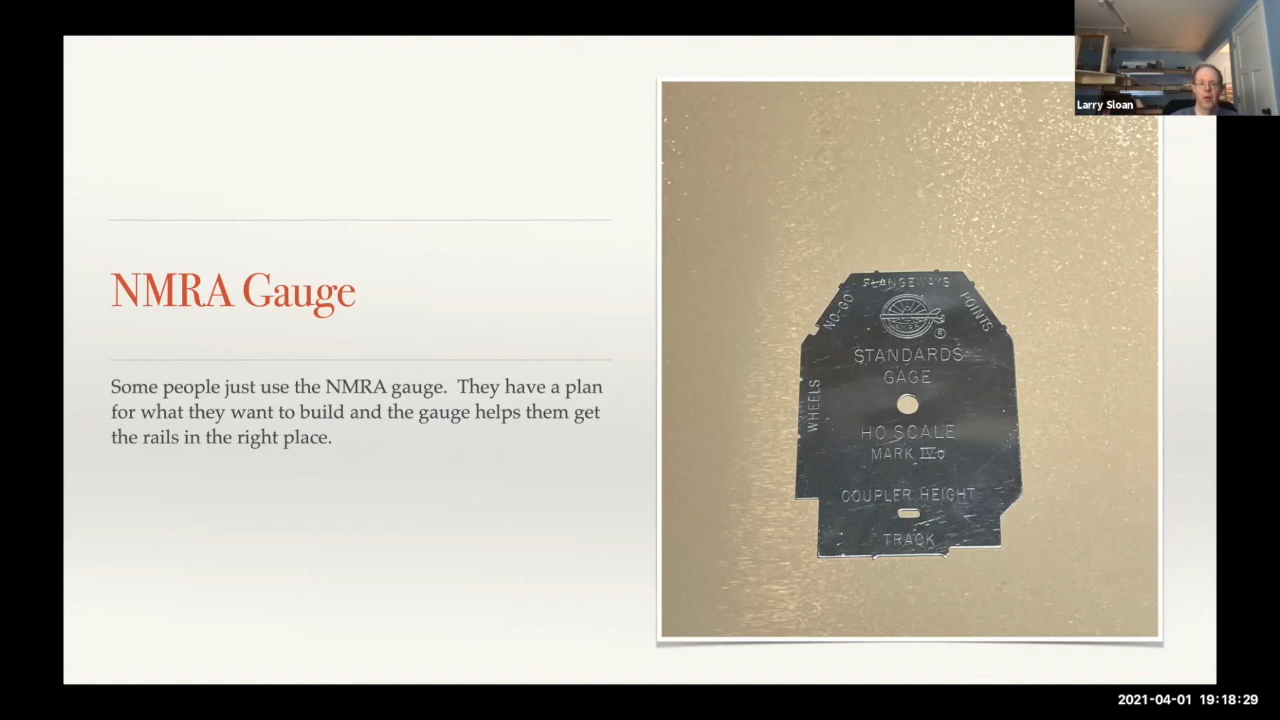 Larry Sloan
NMRA Gauge
Some people just use the NMRA gauge.  They have a plan
for what they want to build and the gauge helps them get
the rails in the right place.
FLANGEWAYS
NO-GO
POINTS
NMRA
®
STANDARDS
GAGE
WHEELS
HO SCALE
MARK IV
COUPLER HEIGHT
TRACK
2021-04-01 19:18:29